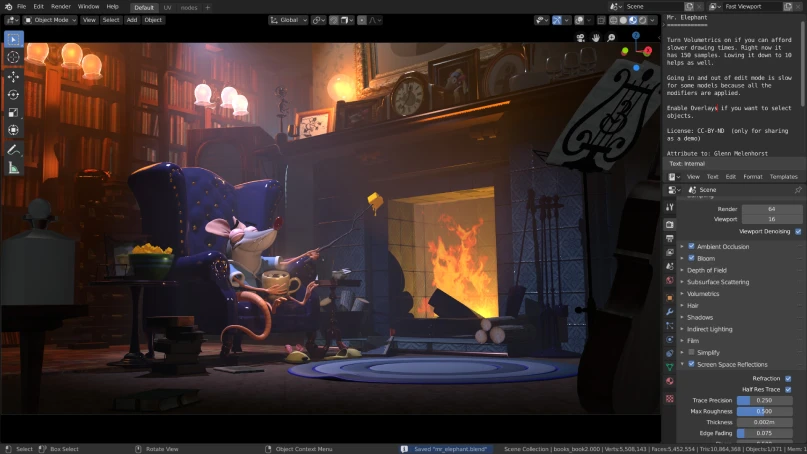 File Edit Render Window Help
Default UV nodes +
Scene
Fast Viewport
Object Mode View Select Add Object
Global
Mr. Elephant
============
Turn Volumetrics on if you can afford
slower drawing times. Right now it
has 150 samples. Lowing it down to 10
helps as well.
Going in and out of edit mode is slow
for some models because all the
modifiers are applied.
Enable Overlays if you want to select
objects.
License: CC-BY-ND (only for sharing
as a demo)
Attribute to: Glenn Melenhorst
Text: Internal
View Text Edit Format Templates
Scene
Sampling
Render 64
Viewport 16
Viewport Denoising
Ambient Occlusion
Bloom
Depth of Field
Subsurface Scattering
Volumetrics
Hair
Shadows
Indirect Lighting
Film
Simplify
Screen Space Reflections
Refraction
Half Res Trace
Trace Precision 0.250
Max Roughness 0.500
Thickness 0.002m
Edge Fading 0.075
Select Box Select Rotate View Object Context Menu Saved "mr_elephant.blend" Scene Collection | books_book2.000 | Verts:5,508,143 | Faces:5,452,554 | Tris:10,864,368 | Objects:1/371 | Mem: 1